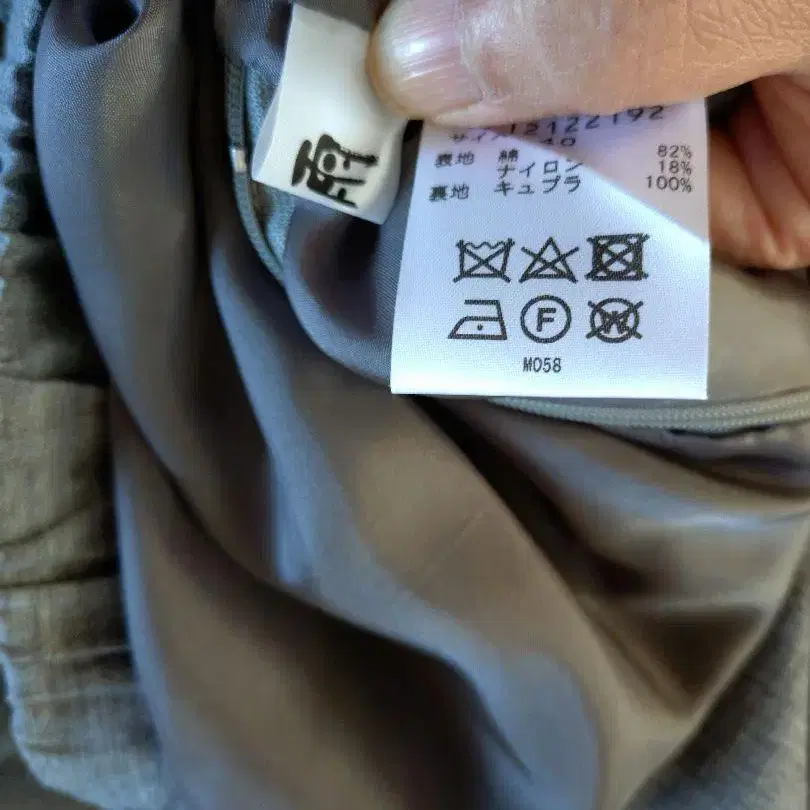 12122192
表地 綿 82%
ナイロン 18%
裏地 キュプラ 100%
F W
M058